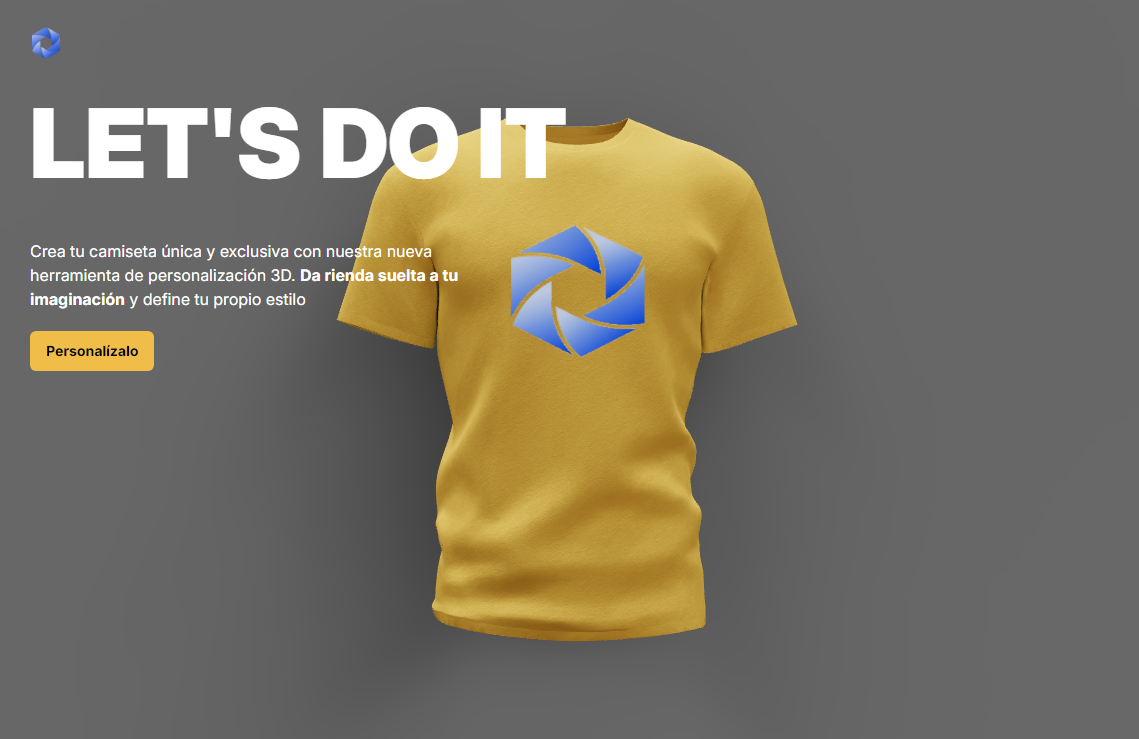 LET'S DO IT
Crea tu camiseta única y exclusiva con nuestra nueva
herramienta de personalización 3D. Da rienda suelta a tu
imaginación y define tu propio estilo
Personalízalo